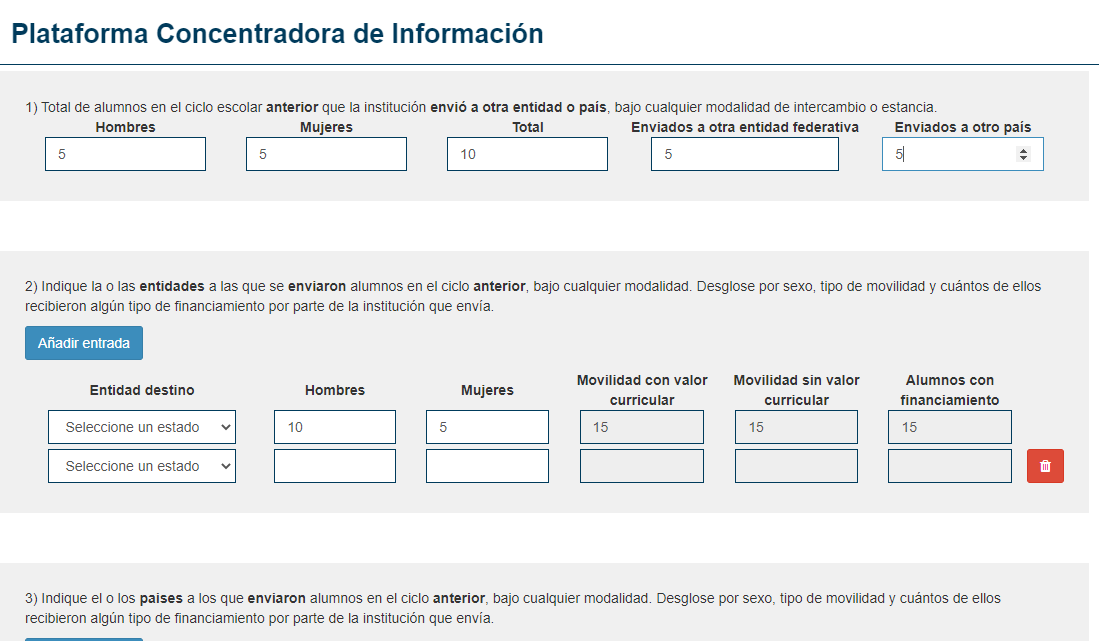 Plataforma Concentradora de Información
1) Total de alumnos en el ciclo escolar anterior que la institución envió a otra entidad o país, bajo cualquier modalidad de intercambio o estancia.
Hombres Mujeres Total Enviados a otra entidad federativa Enviados a otro país
5 5 10 5 5
2) Indique la o las entidades a las que se enviaron alumnos en el ciclo anterior, bajo cualquier modalidad. Desglose por sexo, tipo de movilidad y cuántos de ellos
recibieron algún tipo de financiamiento por parte de la institución que envía.
Añadir entrada
Entidad destino Hombres Mujeres Movilidad con valor curricular Movilidad sin valor curricular Alumnos con financiamiento
Seleccione un estado 10 5 15 15 15
Seleccione un estado
3) Indique el o los paises a los que enviaron alumnos en el ciclo anterior, bajo cualquier modalidad. Desglose por sexo, tipo de movilidad y cuántos de ellos
recibieron algún tipo de financiamiento por parte de la institución que envía.